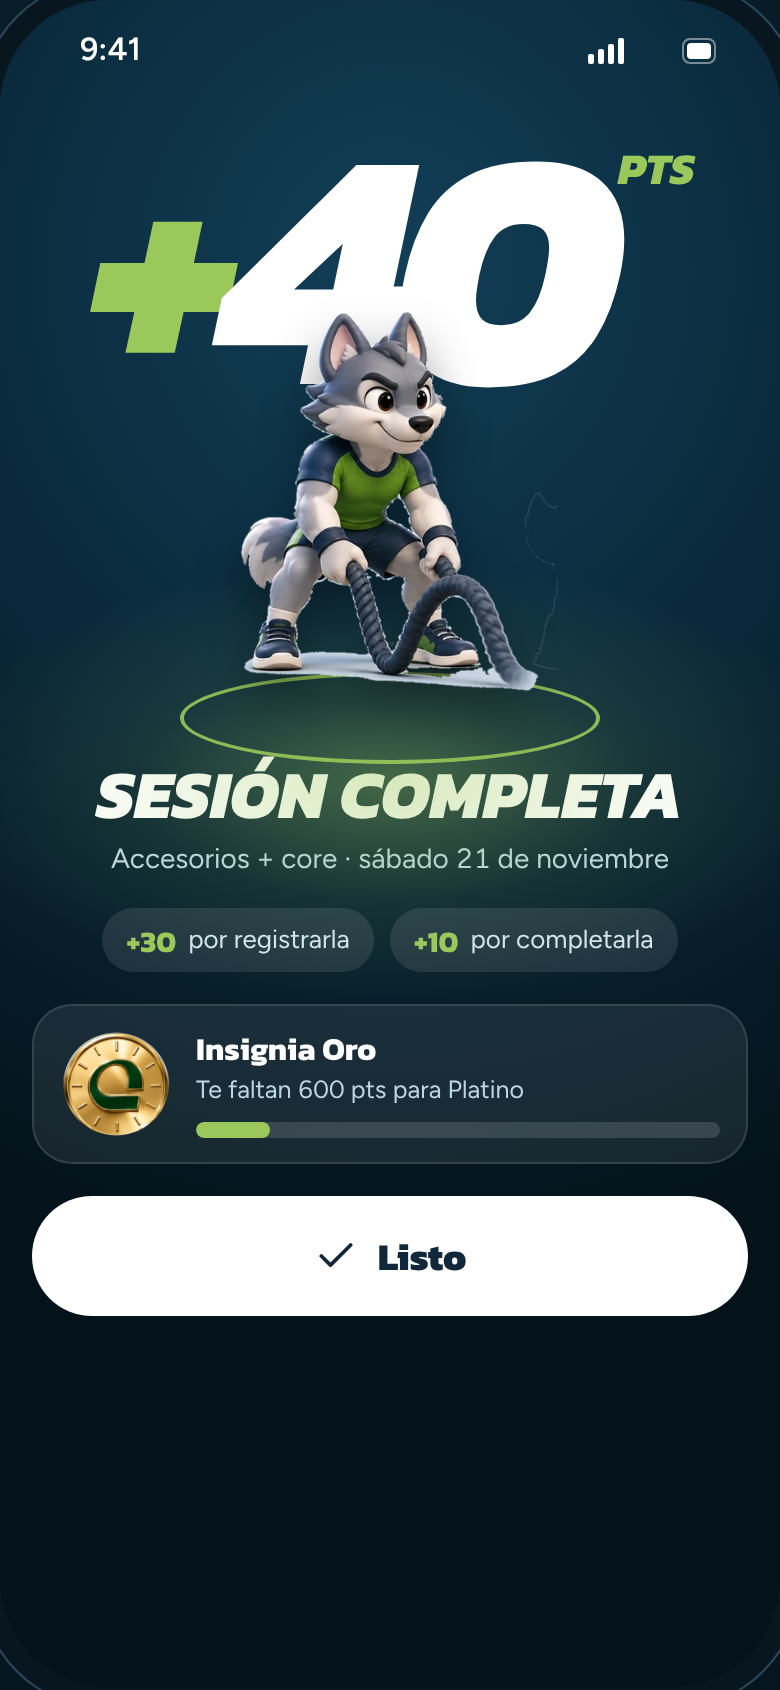 9:41
+40 PTS
SESIÓN COMPLETA
Accesorios + core · sábado 21 de noviembre
+30 por registrarla
+10 por completarla
Insignia Oro
Te faltan 600 pts para Platino
Listo